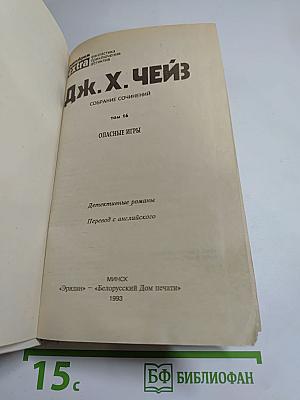 extra
ДЖ. Х. ЧЕЙЗ
СОБРАНИЕ СОЧИНЕНИЙ
том 16
ОПАСНЫЕ ИГРЫ
Детективные романы
Перевод с английского
МИНСК
«Эридан» — «Белорусский Дом печати»
1993
15с
БФ БИБЛИОФАН